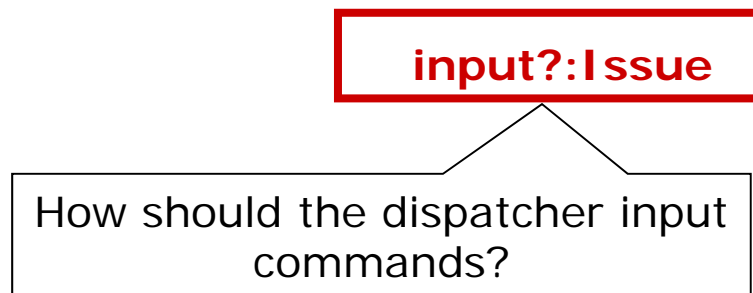 input?:Issue
How should the dispatcher input
commands?